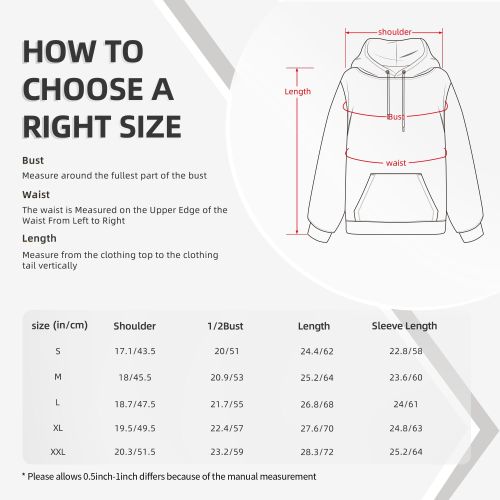 HOW TO
CHOOSE A
RIGHT SIZE
Bust
Measure around the fullest part of the bust
Waist
The waist is Measured on the Upper Edge of the
Waist From Left to Right
Length
Measure from the clothing top to the clothing
tail vertically
shoulder
Length
Bust
waist
size (in/cm) Shoulder 1/2Bust Length Sleeve Length
S 17.1/43.5 20/51 24.4/62 22.8/58
M 18/45.5 20.9/53 25.2/64 23.6/60
L 18.7/47.5 21.7/55 26.8/68 24/61
XL 19.5/49.5 22.4/57 27.6/70 24.8/63
XXL 20.3/51.5 23.2/59 28.3/72 25.2/64
* Please allows 0.5inch-1inch differs because of the manual measurement